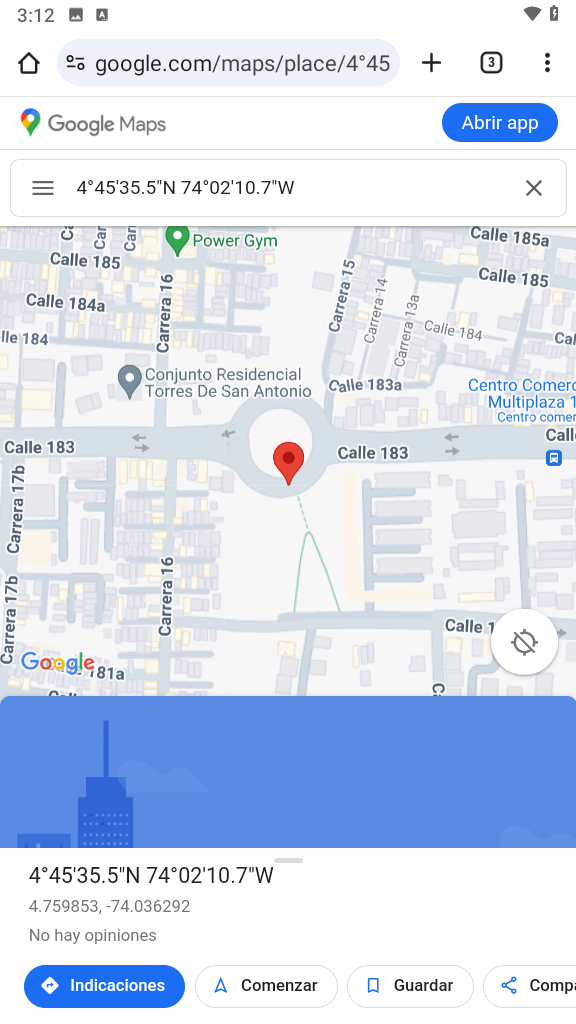 3:12
google.com/maps/place/4°45
3
Google Maps
Abrir app
4°45'35.5"N 74°02'10.7"W
Power Gym
Calle 185a
Calle 185
Carrera 15
Calle 185
Calle 184a
Carrera 16
Carrera 14
Carrera 13a
Calle 184
lle 184
Conjunto Residencial
Torres De San Antonio
Calle 183a
Centro Comerc
Multiplaza 1
Centro comer
Calle 183
Calle 183
Call
Carrera 17b
Carrera 16
Carrera 17b
Calle 1
Google
181a
4°45'35.5"N 74°02'10.7"W
4.759853, -74.036292
No hay opiniones
Indicaciones
Comenzar
Guardar
Compa